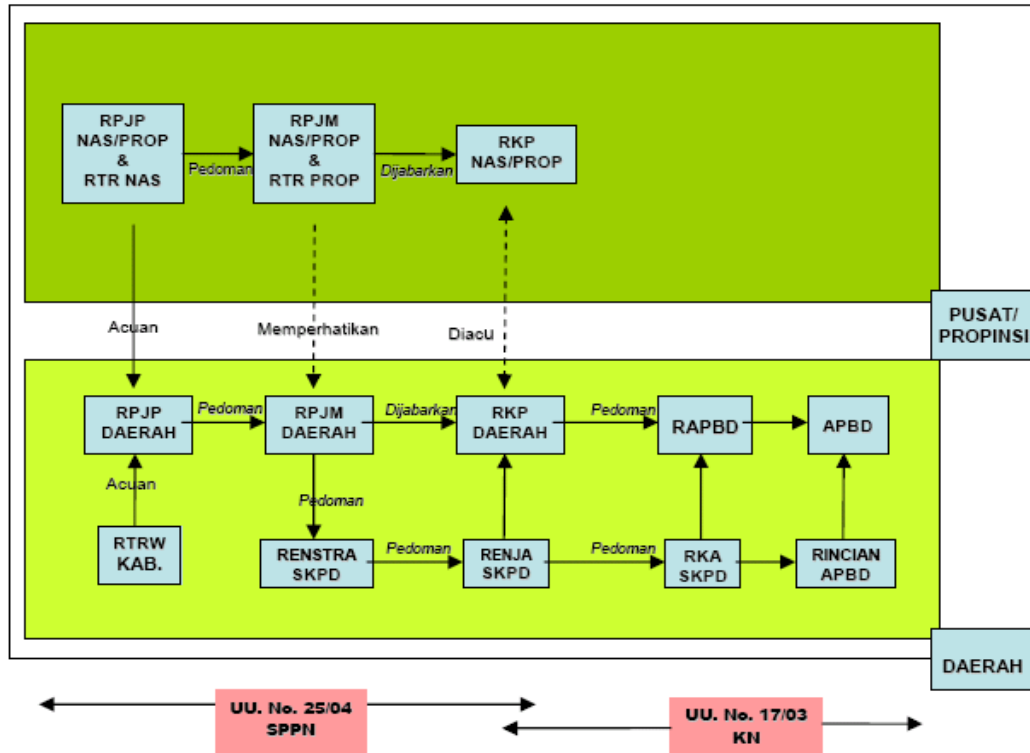 RPJP
NAS/PROP
&
RTR NAS
Pedoman
RPJM
NAS/PROP
&
RTR PROP
Dijabarkan
RKP
NAS/PROP
Acuan
Memperhatikan
Diacu
PUSAT/
PROPINSI
RPJP
DAERAH
Pedoman
RPJM
DAERAH
Dijabarkan
RKP
DAERAH
Pedoman
RAPBD
APBD
Acuan
Pedoman
RTRW
KAB.
RENSTRA
SKPD
Pedoman
RENJA
SKPD
Pedoman
RKA
SKPD
RINCIAN
APBD
DAERAH
UU. No. 25/04
SPPN
UU. No. 17/03
KN